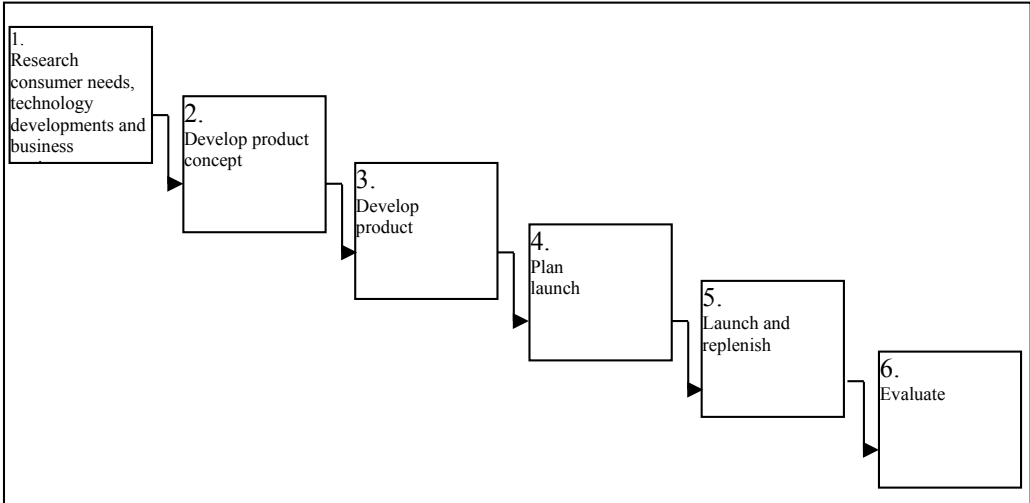 1.
Research
consumer needs,
technology
developments and
business
2.
Develop product
concept
3.
Develop
product
4.
Plan
launch
5.
Launch and
replenish
6.
Evaluate